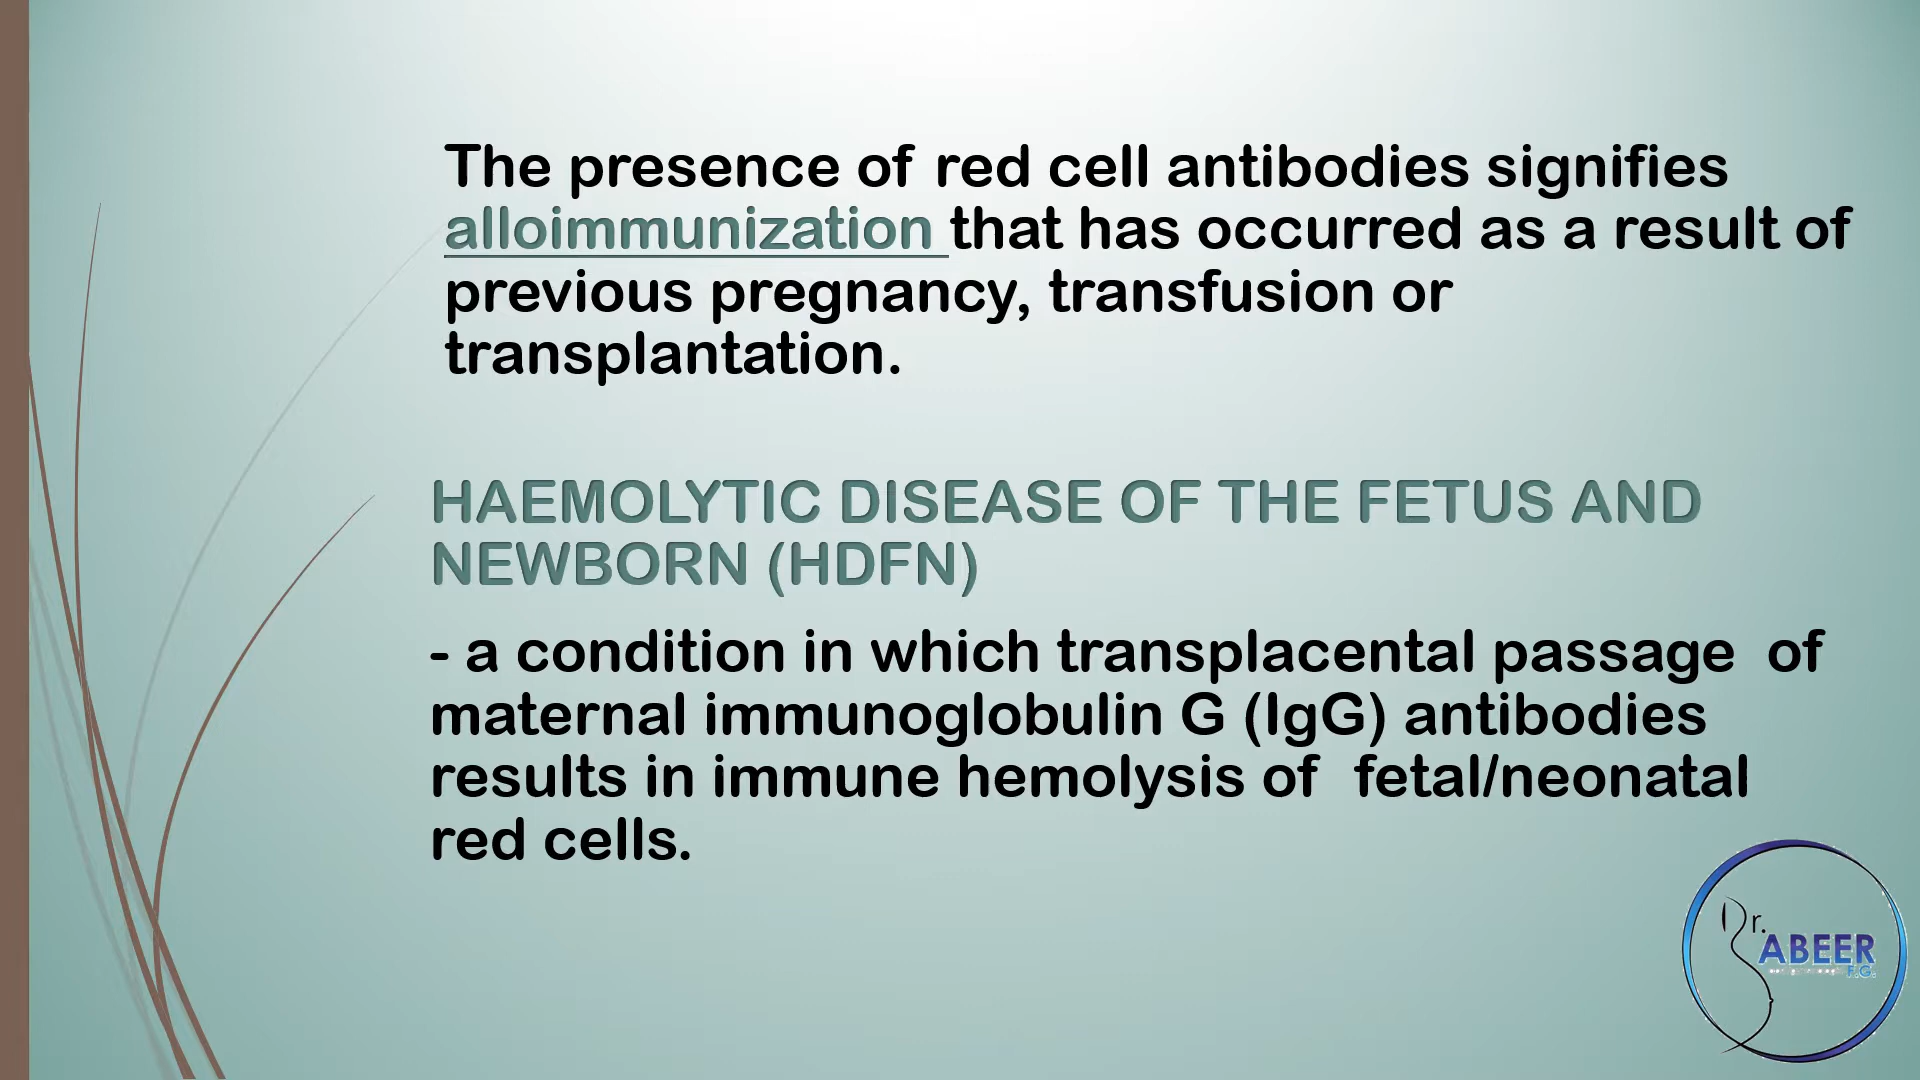 The presence of red cell antibodies signifies
alloimmunization that has occurred as a result of
previous pregnancy, transfusion or
transplantation.
HAEMOLYTIC DISEASE OF THE FETUS AND
NEWBORN (HDFN)
- a condition in which transplacental passage of
maternal immunoglobulin G (IgG) antibodies
results in immune hemolysis of fetal/neonatal
red cells.
Dr.
ABEER
F.G.